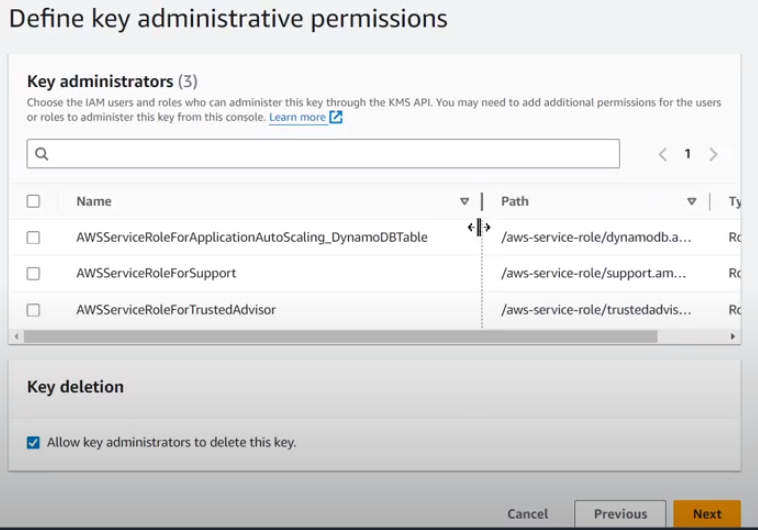 Define key administrative permissions
Key administrators (3)
Choose the IAM users and roles who can administer this key through the KMS API. You may need to add additional permissions for the users
or roles to administer this key from this console. Learn more
1
Name Path Ty
AWSServiceRoleForApplicationAutoScaling_DynamoDBTable /aws-service-role/dynamodb.a... Ro
AWSServiceRoleForSupport /aws-service-role/support.am... Ro
AWSServiceRoleForTrustedAdvisor /aws-service-role/trustedadvis... Ro
Key deletion
Allow key administrators to delete this key.
Cancel Previous Next